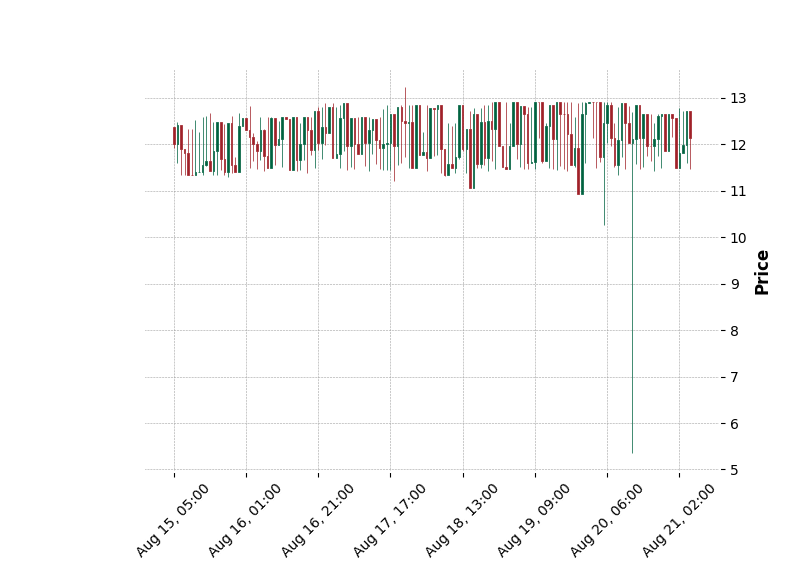 13
12
11
10
9
8
7
6
5
Price
Aug 15, 05:00
Aug 16, 01:00
Aug 16, 21:00
Aug 17, 17:00
Aug 18, 13:00
Aug 19, 09:00
Aug 20, 06:00
Aug 21, 02:00